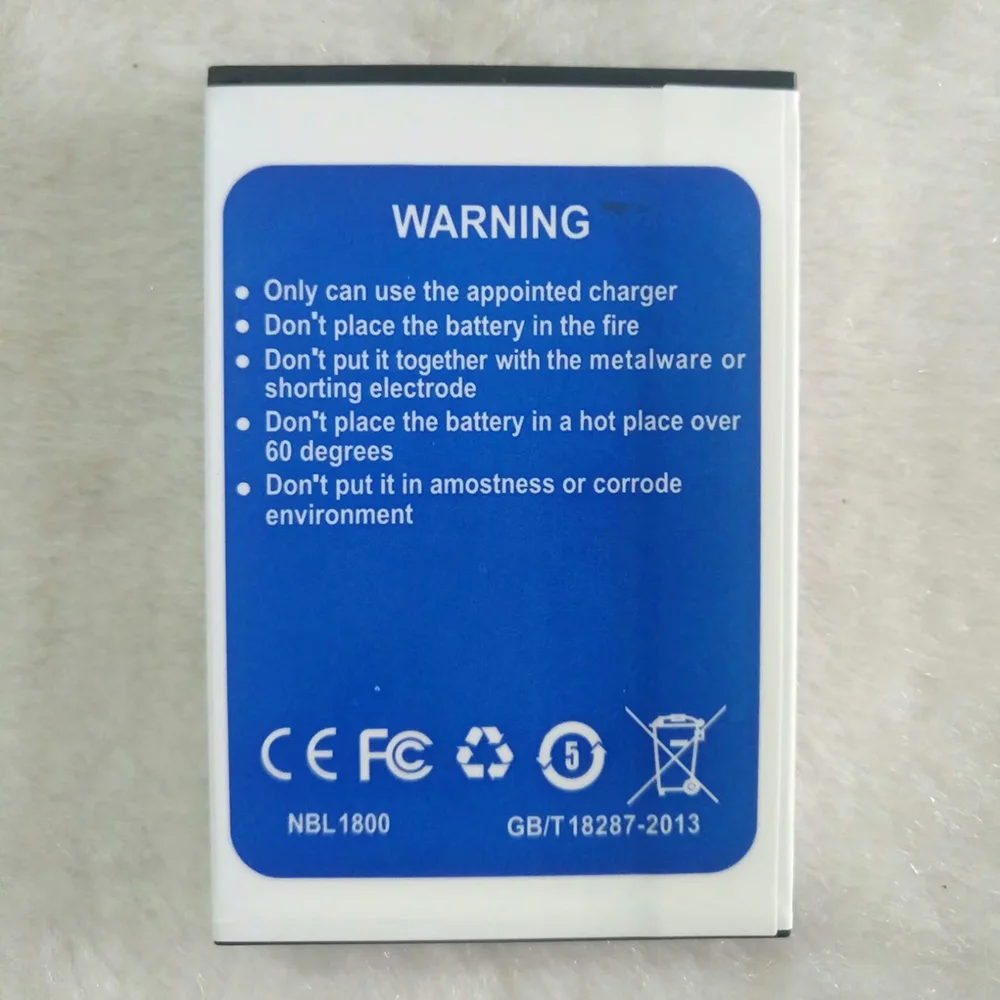 WARNING
• Only can use the appointed charger
• Don't place the battery in the fire
• Don't put it together with the metalware or
shorting electrode
• Don't place the battery in a hot place over
60 degrees
• Don't put it in amostness or corrode
environment
CE FC 5
NBL1800 GB/T18287-2013